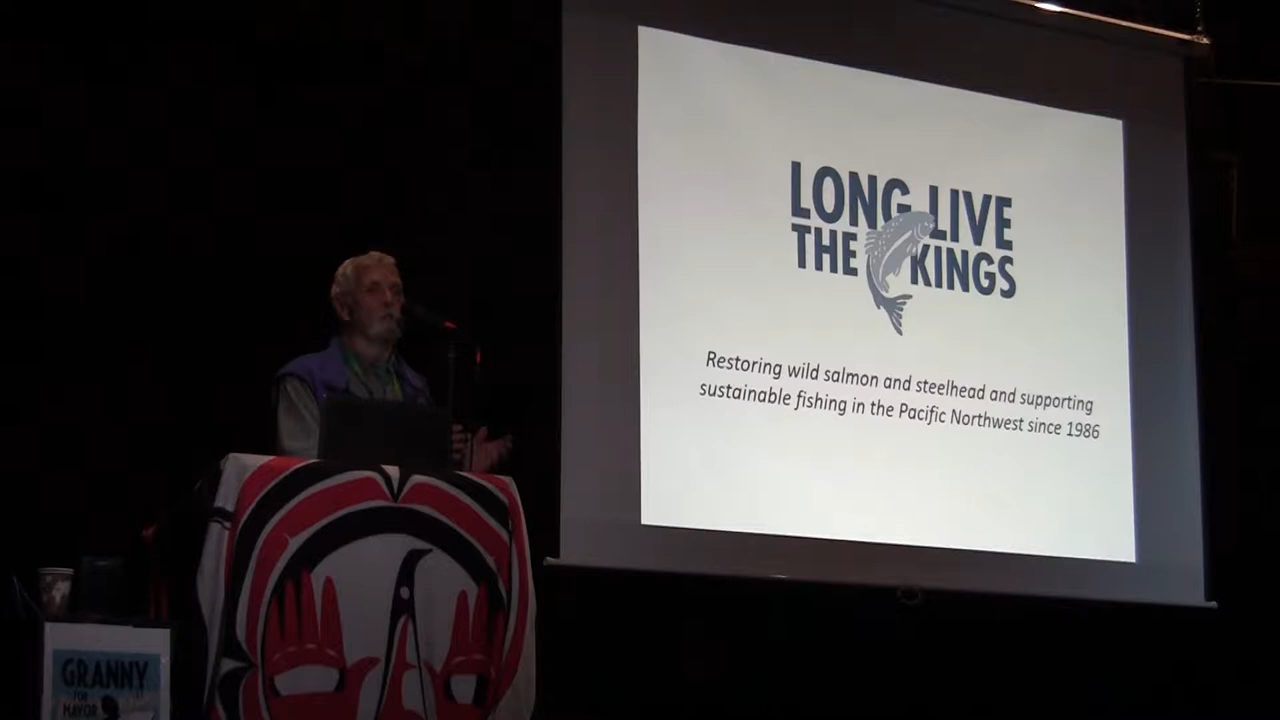 LONG LIVE
THE KINGS
Restoring wild salmon and steelhead and supporting
sustainable fishing in the Pacific Northwest since 1986
GRANNY
FOR
MAYOR